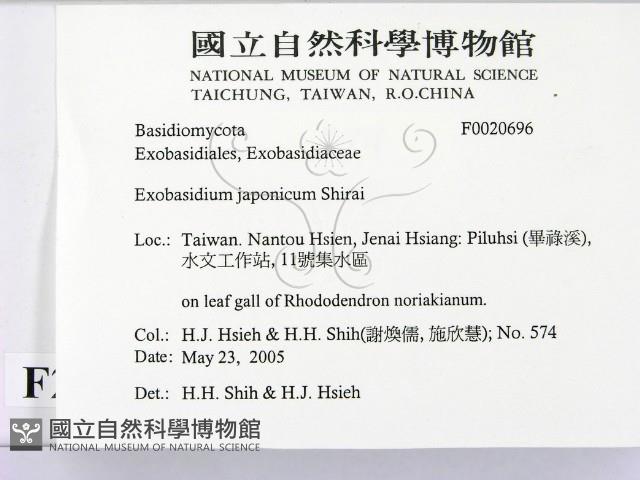 國立自然科學博物館
NATIONAL MUSEUM OF NATURAL SCIENCE
TAICHUNG, TAIWAN, R.O.CHINA
Basidiomycota F0020696
Exobasidiales, Exobasidiaceae
Exobasidium japonicum Shirai
Loc.: Taiwan. Nantou Hsien, Jenai Hsiang: Piluhsi (畢祿溪),
水文工作站, 11號集水區
on leaf gall of Rhododendron noriakianum.
Col.: H.J. Hsieh & H.H. Shih(謝煥儒, 施欣慧); No. 574
Date: May 23, 2005
Det.: H.H. Shih & H.J. Hsieh
國立自然科學博物館
NATIONAL MUSEUM OF NATURAL SCIENCE